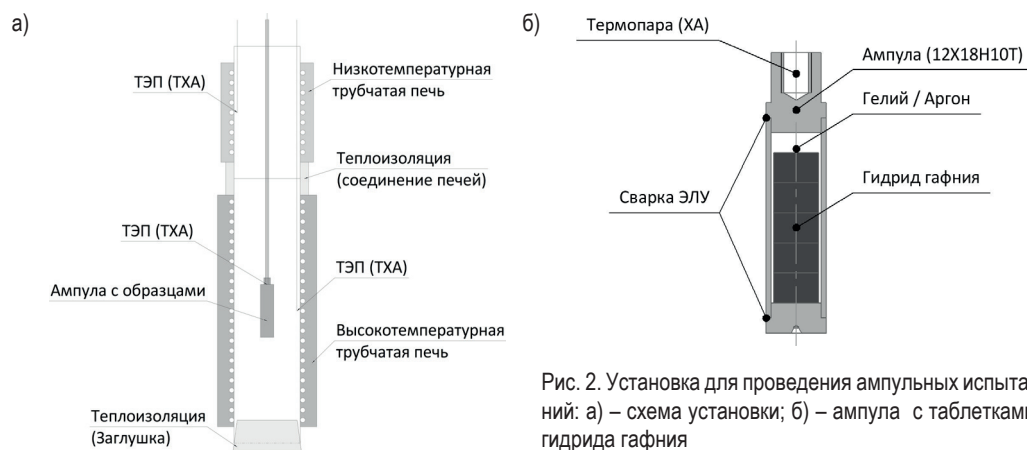 а)
ТЭП (ТХА)
Низкотемпературная
трубчатая печь
Теплоизоляция
(соединение печей)
ТЭП (ТХА)
ТЭП (ТХА)
Ампула с образцами
Высокотемпературная
трубчатая печь
Теплоизоляция
(Заглушка)
б)
Термопара (ХА)
Ампула (12Х18Н10Т)
Гелий / Аргон
Сварка ЭЛУ
Гидрид гафния
Рис. 2. Установка для проведения ампульных испыта
ний: а) – схема установки; б) – ампула с таблетками
гидрида гафния